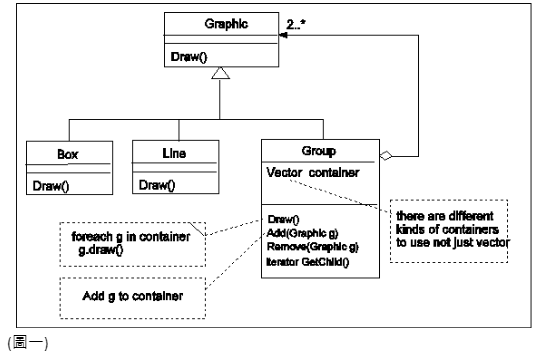 Graphic
2..*
Draw()
Box
Draw()
Line
Draw()
Group
Vector container
Draw()
Add(Graphic g)
Remove(Graphic g)
Iterator GetChild()
there are different
kinds of containers
to use not just vector
foreach g in container
g.draw()
Add g to container
(圖一)